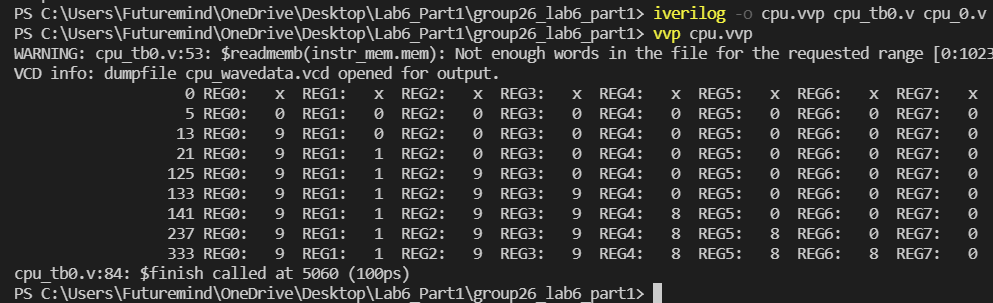 PS C:\Users\Futuremind\OneDrive\Desktop\Lab6_Part1\group26_lab6_part1> iverilog -o cpu.vvp cpu_tb0.v cpu_0.v
PS C:\Users\Futuremind\OneDrive\Desktop\Lab6_Part1\group26_lab6_part1> vvp cpu.vvp
WARNING: cpu_tb0.v:53: $readmemb(instr_mem.mem): Not enough words in the file for the requested range [0:1023
VCD info: dumpfile cpu_wavedata.vcd opened for output.
0 REG0: x REG1: x REG2: x REG3: x REG4: x REG5: x REG6: x REG7: x
5 REG0: 0 REG1: 0 REG2: 0 REG3: 0 REG4: 0 REG5: 0 REG6: 0 REG7: 0
13 REG0: 9 REG1: 0 REG2: 0 REG3: 0 REG4: 0 REG5: 0 REG6: 0 REG7: 0
21 REG0: 9 REG1: 1 REG2: 0 REG3: 0 REG4: 0 REG5: 0 REG6: 0 REG7: 0
125 REG0: 9 REG1: 1 REG2: 9 REG3: 0 REG4: 0 REG5: 0 REG6: 0 REG7: 0
133 REG0: 9 REG1: 1 REG2: 9 REG3: 9 REG4: 0 REG5: 0 REG6: 0 REG7: 0
141 REG0: 9 REG1: 1 REG2: 9 REG3: 9 REG4: 8 REG5: 0 REG6: 0 REG7: 0
237 REG0: 9 REG1: 1 REG2: 9 REG3: 9 REG4: 8 REG5: 8 REG6: 0 REG7: 0
333 REG0: 9 REG1: 1 REG2: 9 REG3: 9 REG4: 8 REG5: 8 REG6: 8 REG7: 0
cpu_tb0.v:84: $finish called at 5060 (100ps)
PS C:\Users\Futuremind\OneDrive\Desktop\Lab6_Part1\group26_lab6_part1>